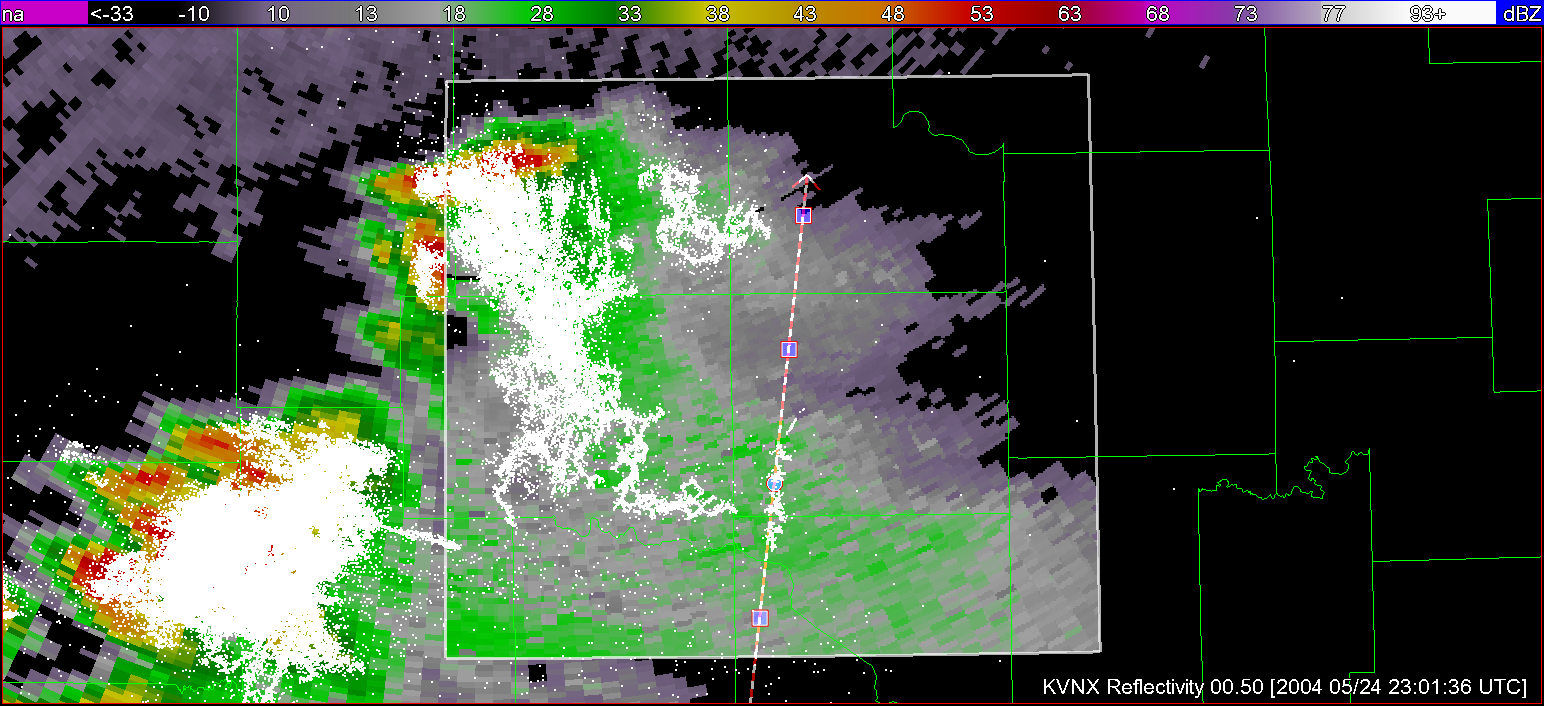 na <-33 -10 10 13 18 28 33 38 43 48 53 63 68 73 77 93+ dBZ
KVNX Reflectivity 00.50 [2004 05/24 23:01:36 UTC]